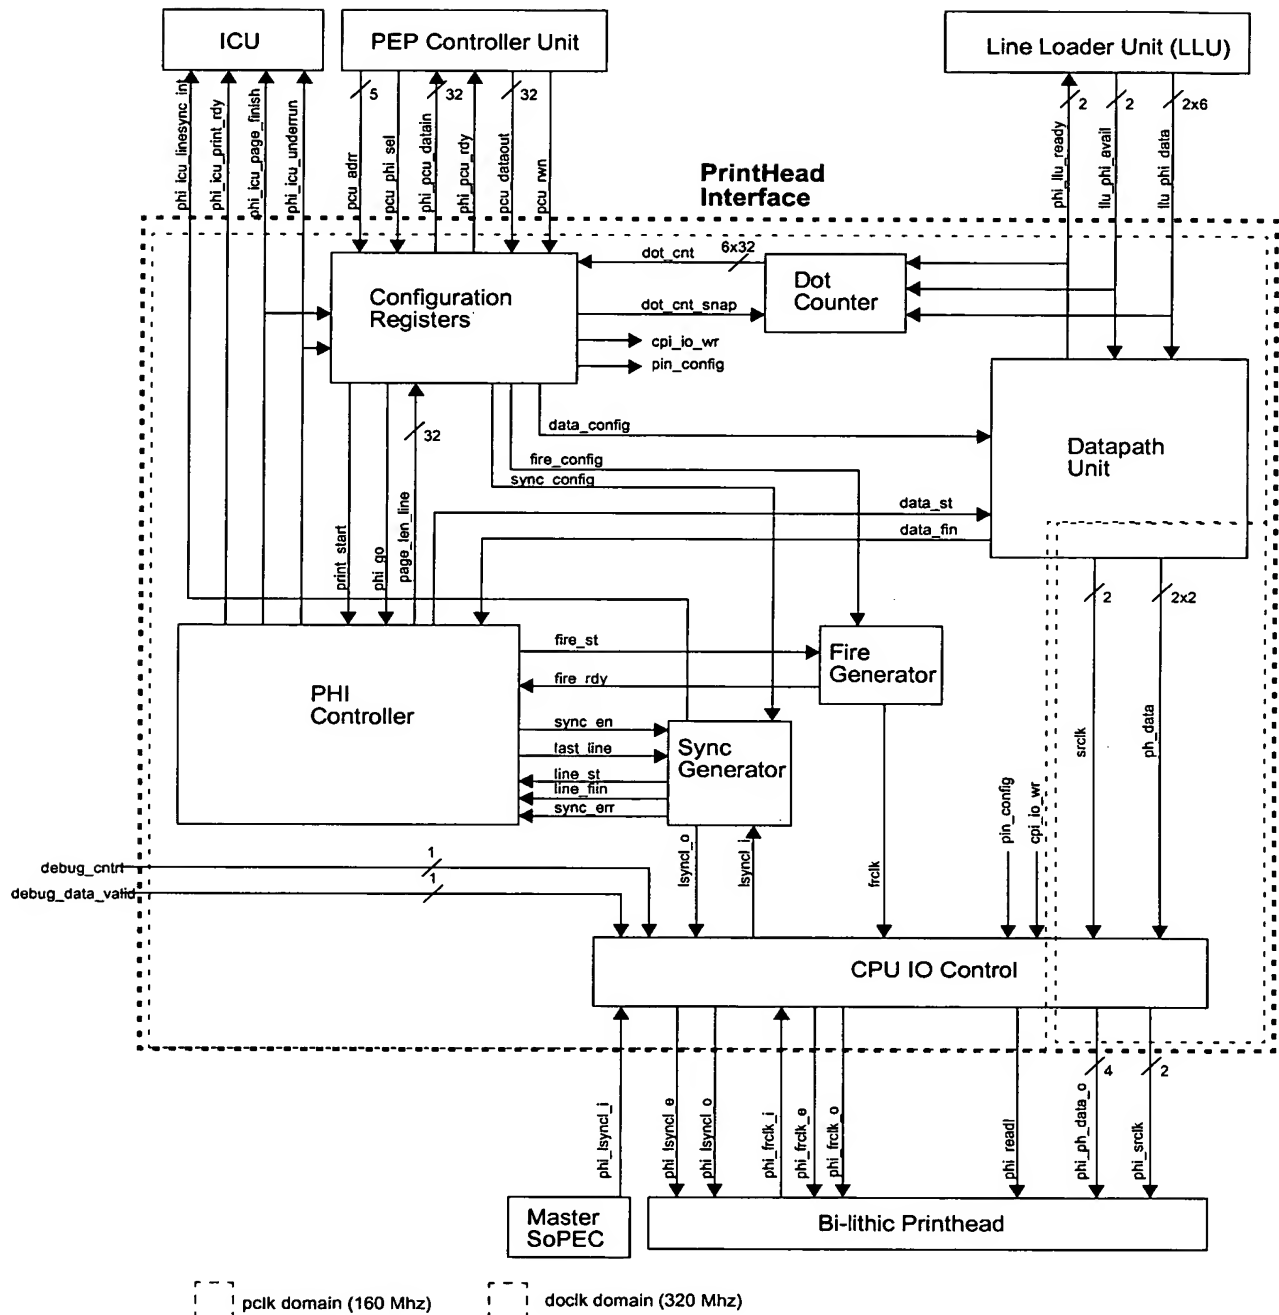 ICU
PEP Controller Unit
Line Loader Unit (LLU)
phi_icu_linesync_int
phi_icu_print_rdy
phi_icu_page_finish
phi_icu_underrun
5
32
32
pcu_adrr
pcu_phi_sel
phi_pcu_datain
phi_pcu_rdy
pcu_dataout
pcu_rwn
2
2
2x6
phi_llu_ready
llu_phi_avail
llu_phi_data
PrintHead
Interface
Configuration
Registers
dot_cnt
6x32
dot_cnt_snap
Dot
Counter
cpi_io_wr
pin_config
32
data_config
fire_config
sync_config
Datapath
Unit
data_st
data_fin
print_start
phi_go
page_len_line
2
2x2
PHI
Controller
fire_st
fire_rdy
Fire
Generator
sync_en
last_line
line_st
line_fiin
sync_err
Sync
Generator
srclk
ph_data
pin_config
cpi_io_wr
debug_cntrl
1
debug_data_valid
1
lsyncl_o
lsyncl_i
frclk
CPU IO Control
4
2
phi_lsyncl_i
phi_lsyncl_e
phi_lsyncl_o
phi_frclk_i
phi_frclk_e
phi_frclk_o
phi_readl
phi_ph_data_o
phi_srclk
Master
SoPEC
Bi-lithic Printhead
pclk domain (160 Mhz)
doclk domain (320 Mhz)